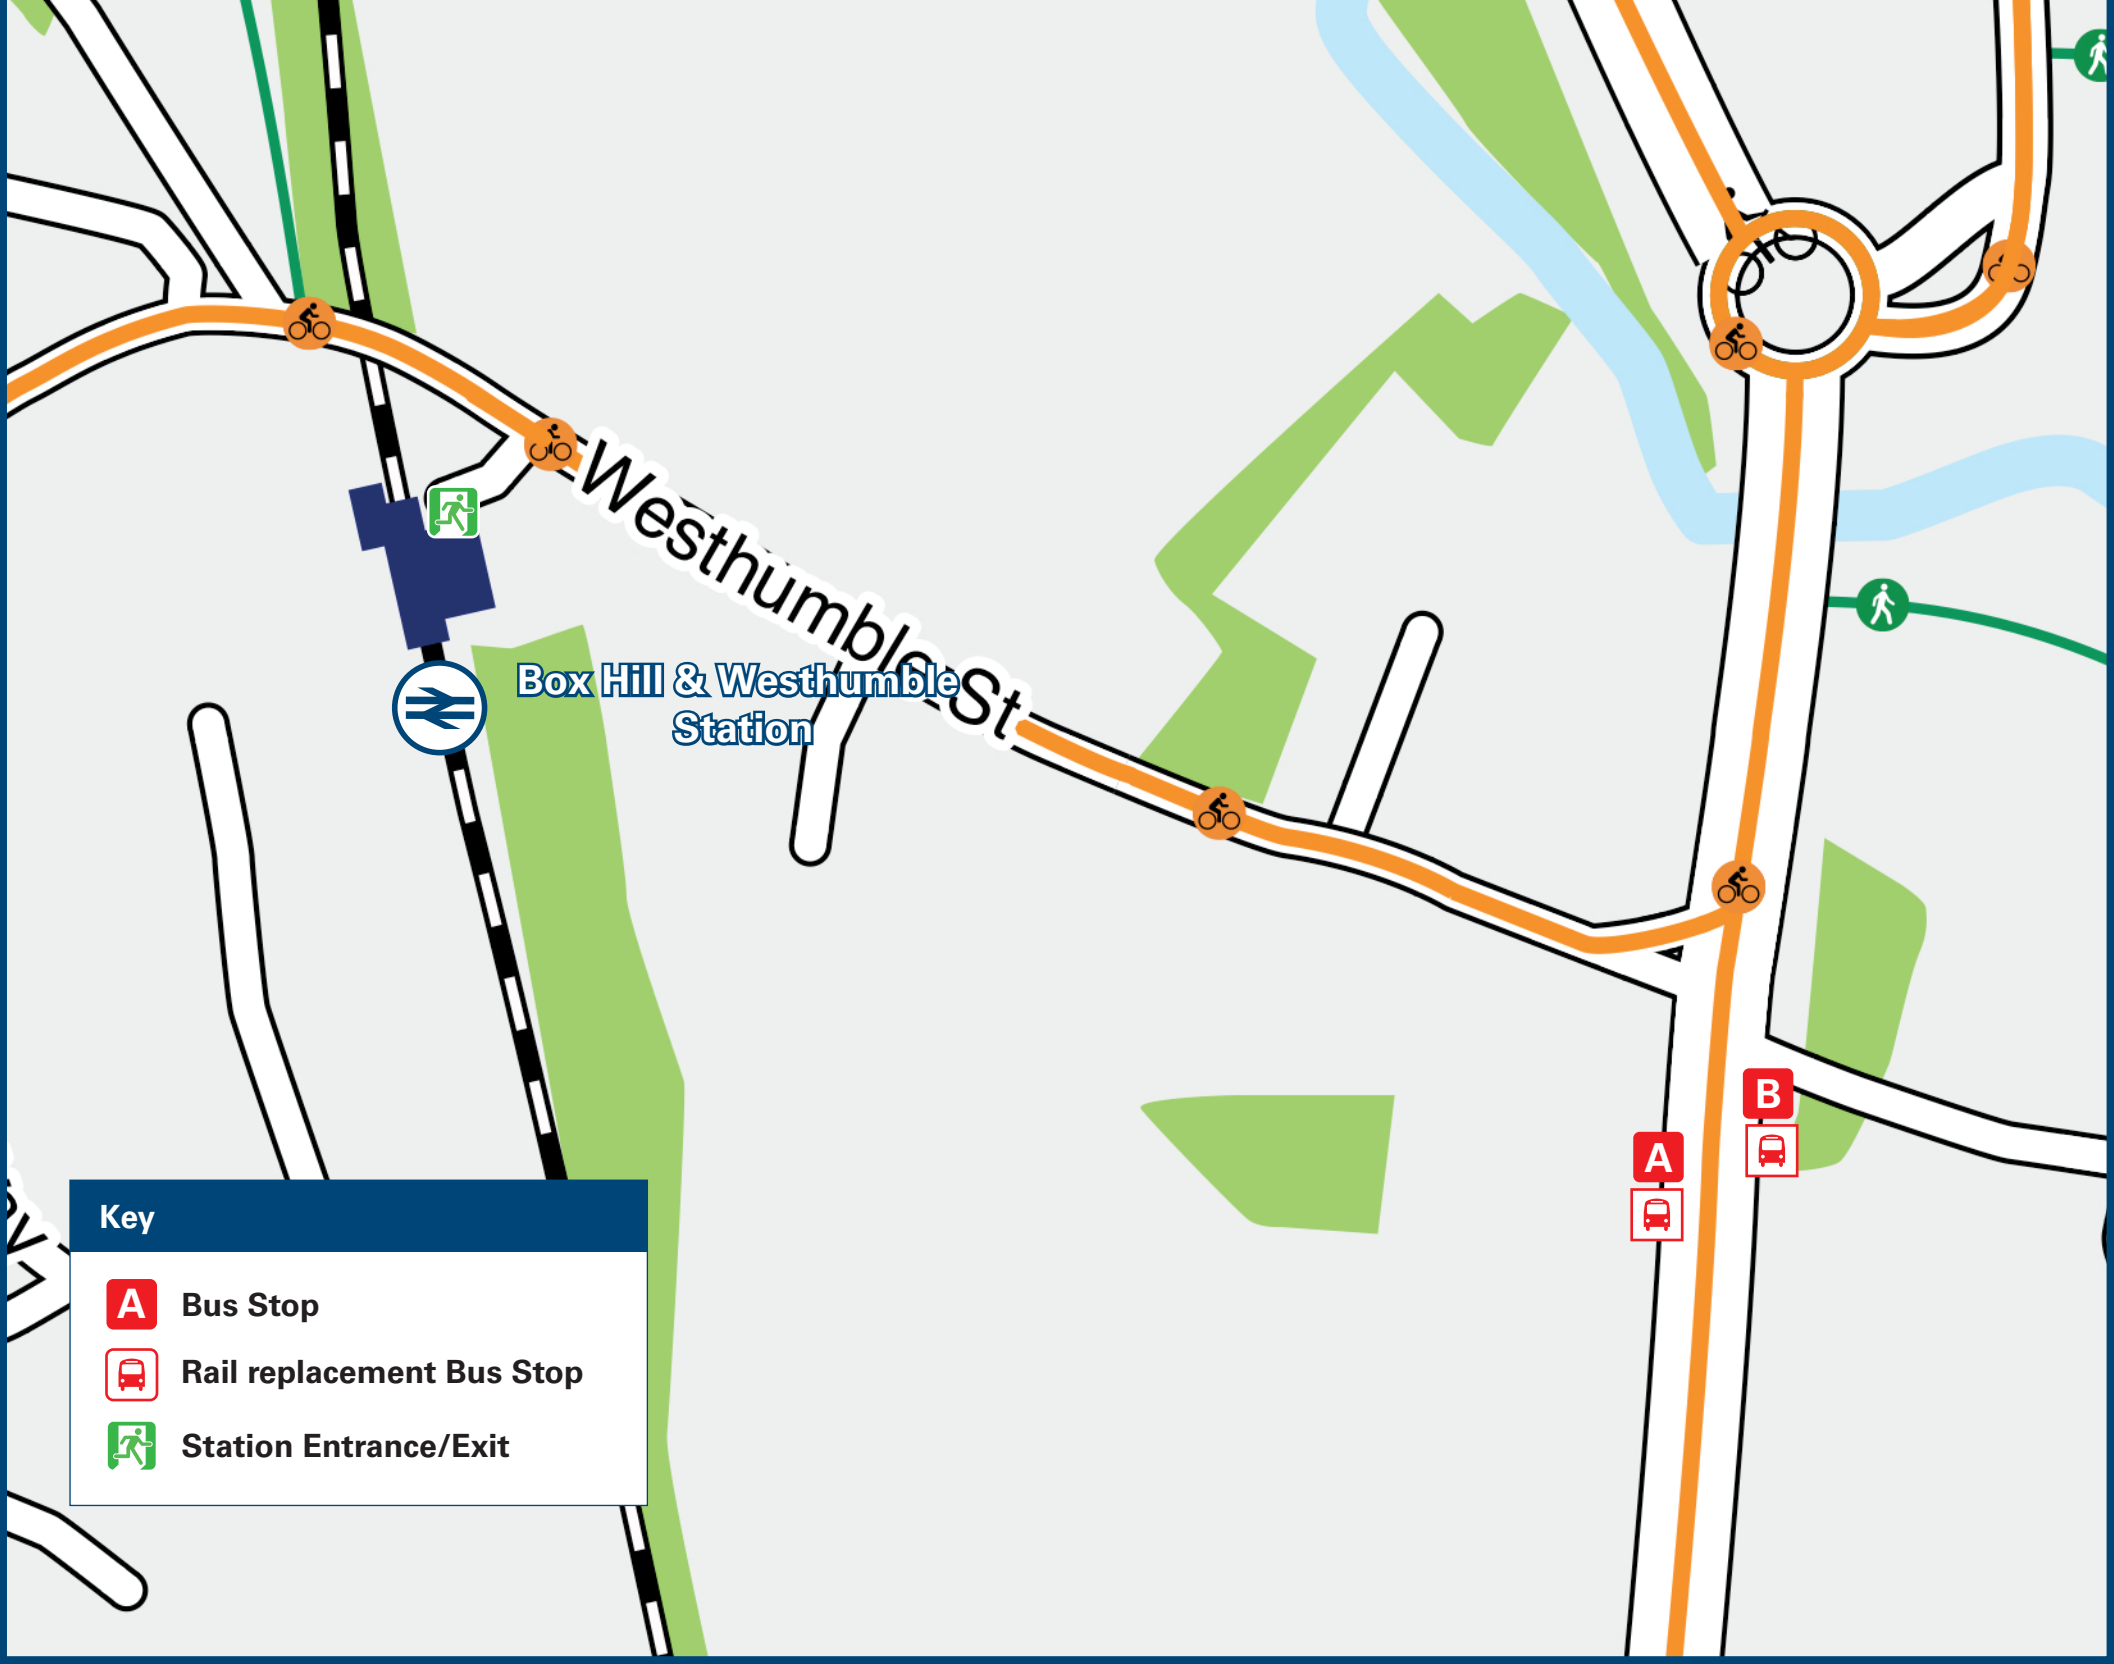 Westhumble St
Box Hill & Westhumble
Station
B
A
Key
A Bus Stop
Rail replacement Bus Stop
Station Entrance/Exit